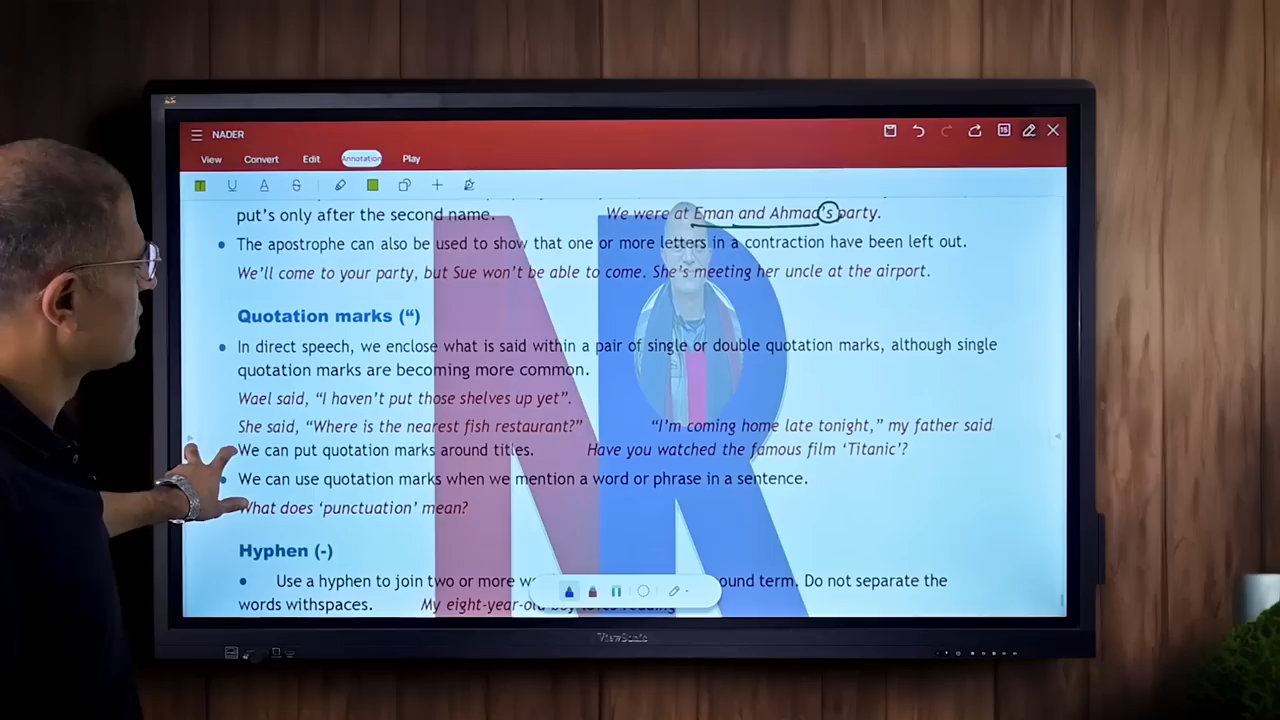 NADER
View Convert Edit Annotation Play
put's only after the second name. We were at Eman and Ahmad's party.
The apostrophe can also be used to show that one or more letters in a contraction have been left out.
We'll come to your party, but Sue won't be able to come. She's meeting her uncle at the airport.
Quotation marks (“)
In direct speech, we enclose what is said within a pair of single or double quotation marks, although single
quotation marks are becoming more common.
Wael said, “I haven't put those shelves up yet”.
She said, “Where is the nearest fish restaurant?” “I'm coming home late tonight,” my father said
We can put quotation marks around titles. Have you watched the famous film ‘Titanic’?
We can use quotation marks when we mention a word or phrase in a sentence.
What does ‘punctuation’ mean?
Hyphen (-)
Use a hyphen to join two or more ound term. Do not separate the
words withspaces. My eight-year-old boy loves reading
ViewSonic